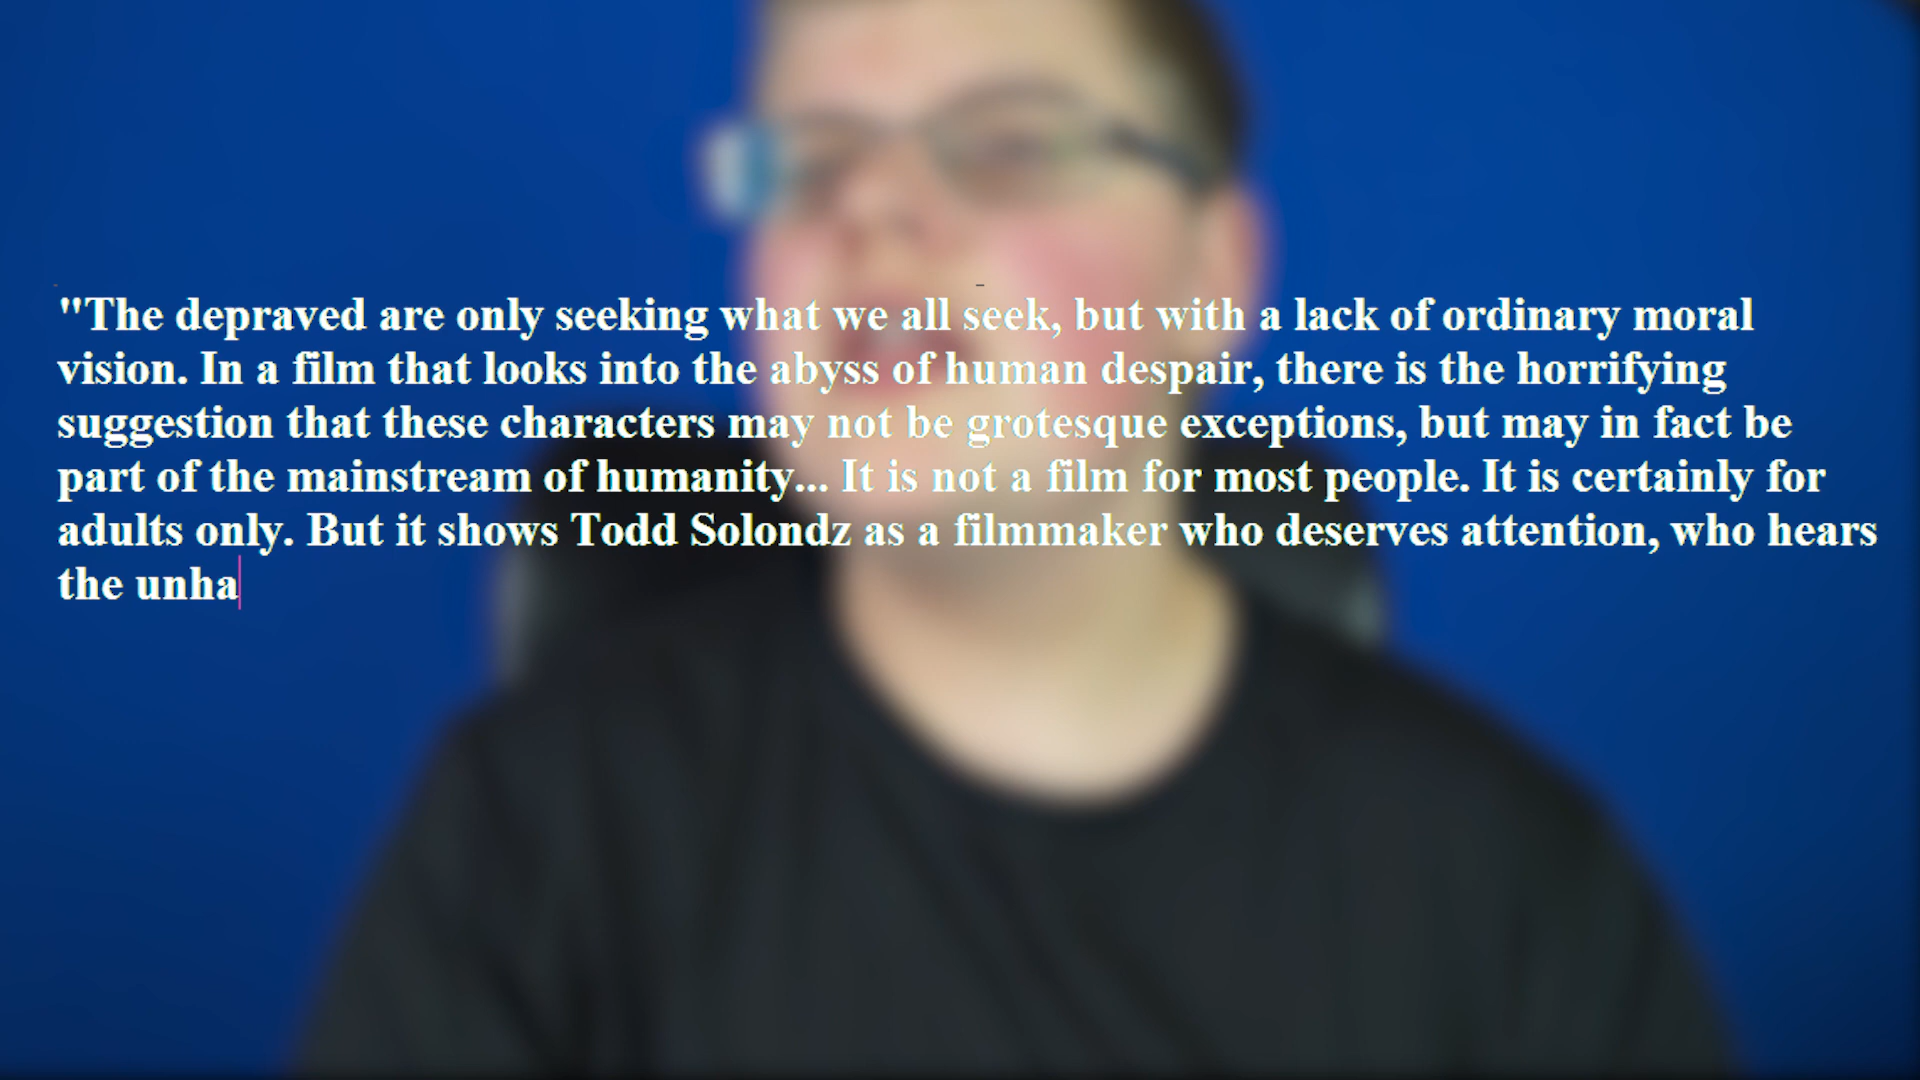 "The depraved are only seeking what we all seek, but with a lack of ordinary moral
vision. In a film that looks into the abyss of human despair, there is the horrifying
suggestion that these characters may not be grotesque exceptions, but may in fact be
part of the mainstream of humanity... It is not a film for most people. It is certainly for
adults only. But it shows Todd Solondz as a filmmaker who deserves attention, who hears
the unha